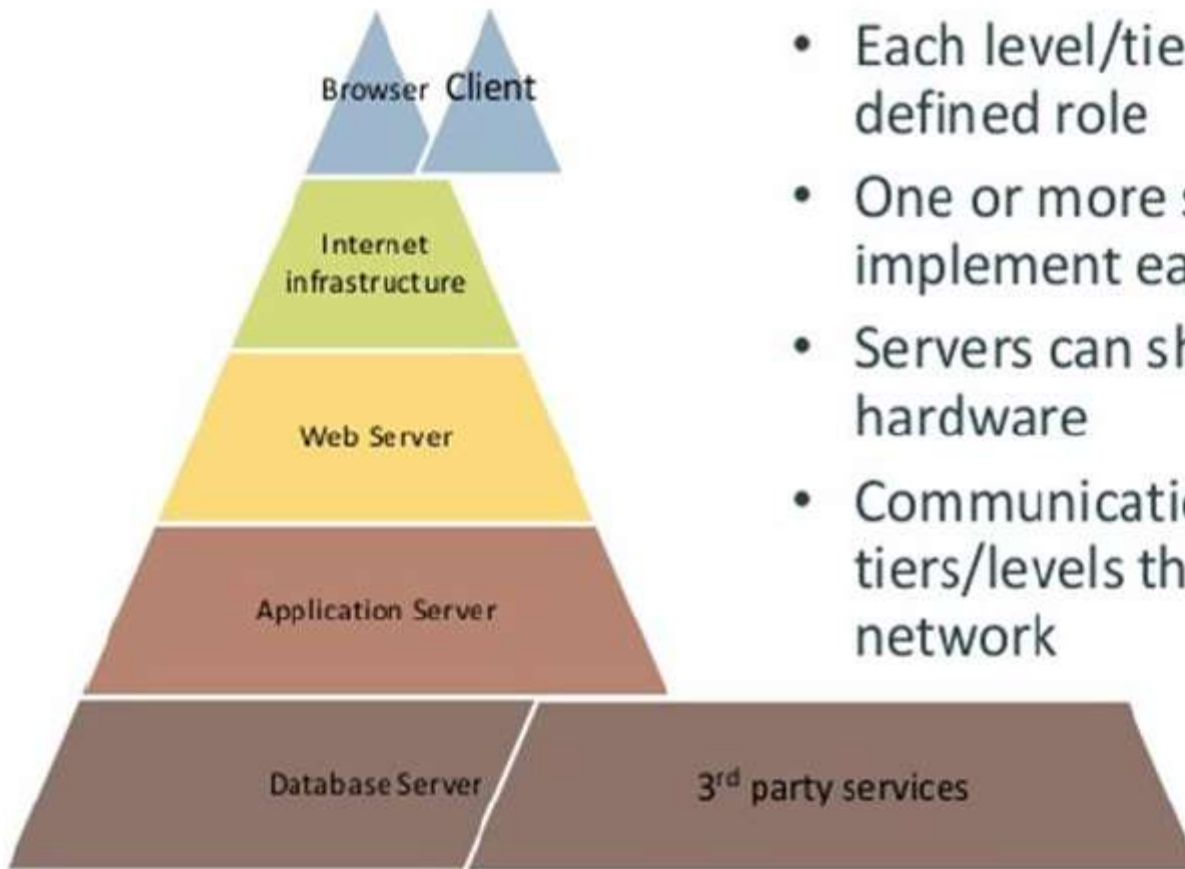 Browser Client
Internet
infrastructure
Web Server
Application Server
Database Server
3rd party services
• Each level/tie
defined role
• One or more
implement ea
• Servers can sh
hardware
• Communicatio
tiers/levels th
network